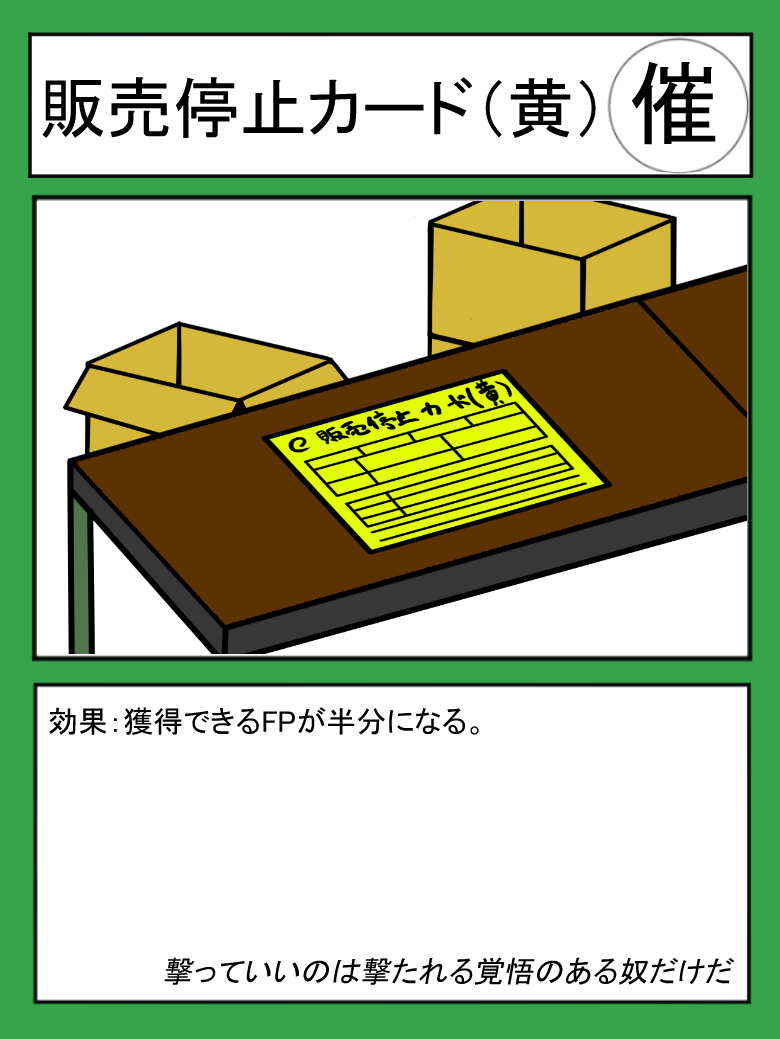 販売停止カード（黄）
催
販売停止カード(黄)
効果：獲得できるFPが半分になる。
撃っていいのは撃たれる覚悟のある奴だけだ